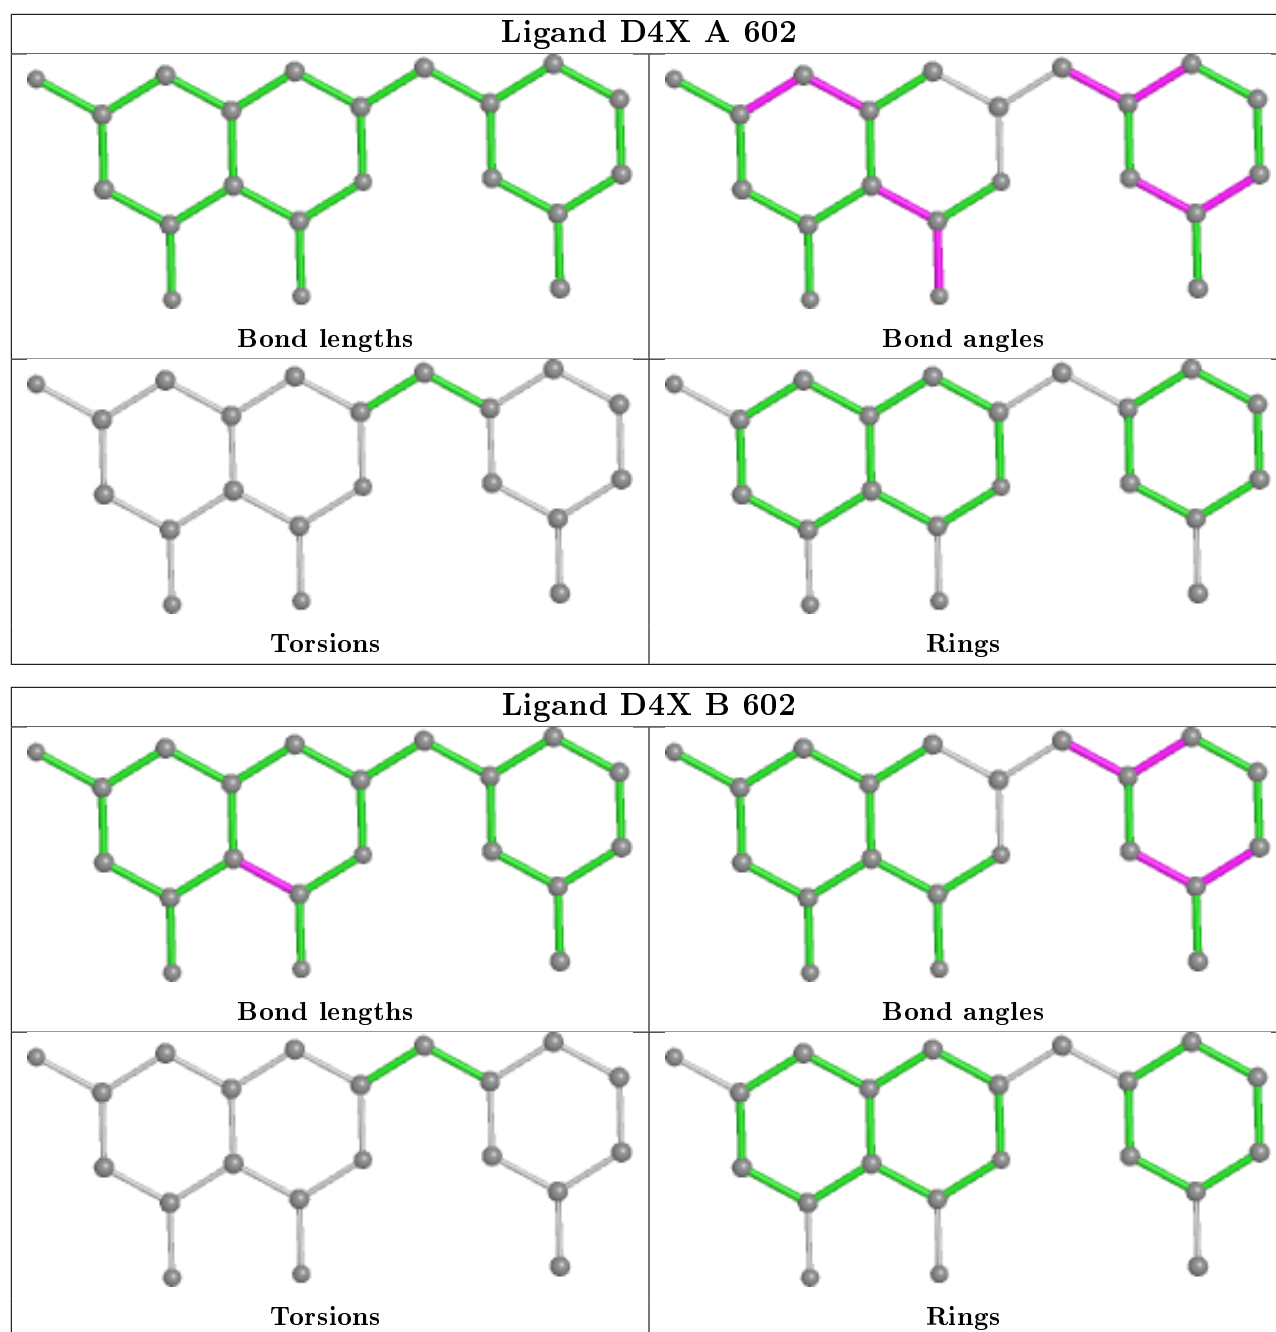 Ligand D4X A 602
Bond lengths
Bond angles
Torsions
Rings
Ligand D4X B 602
Bond lengths
Bond angles
Torsions
Rings